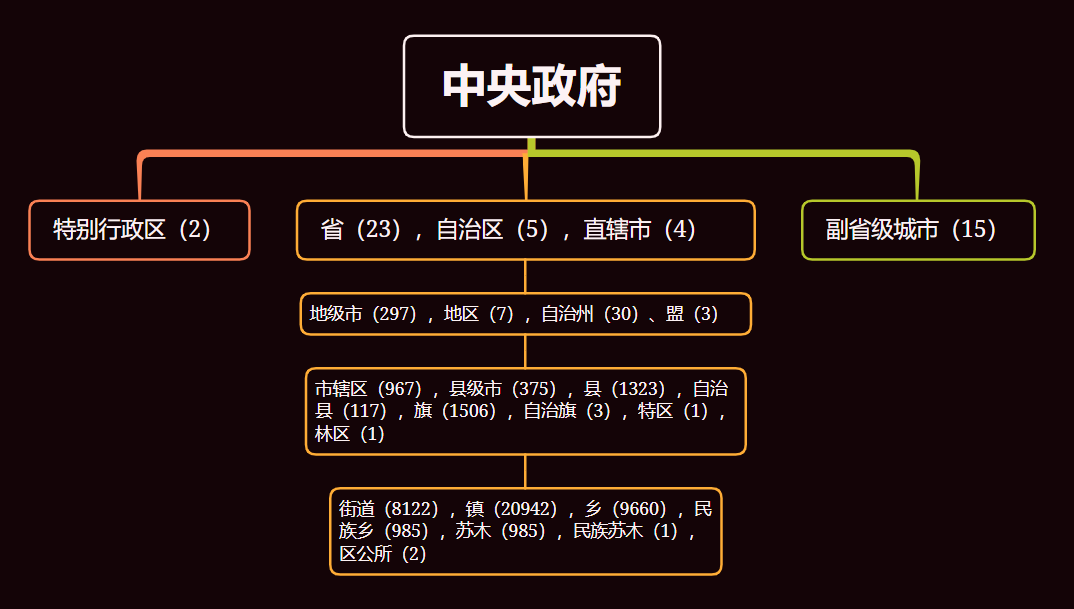 中央政府
特别行政区（2）
省（23），自治区（5），直辖市（4）
副省级城市（15）
地级市（297），地区（7），自治州（30）、盟（3）
市辖区（967），县级市（375），县（1323），自治
县（117），旗（1506），自治旗（3），特区（1），
林区（1）
街道（8122），镇（20942），乡（9660），民
族乡（985），苏木（985），民族苏木（1），
区公所（2）